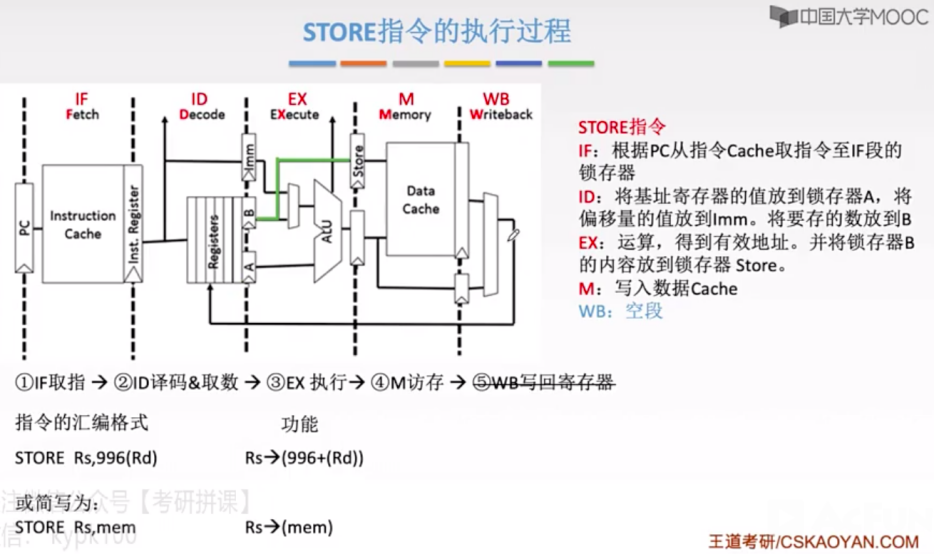 中国大学MOOC
STORE指令的执行过程
IF
Fetch
ID
Decode
EX
EXecute
M
Memory
WB
Writeback
PC
Instruction
Cache
Inst. Register
Registers
Imm
B
A
ALU
Store
Data
Cache
STORE指令
IF：根据PC从指令Cache取指令至IF段的
锁存器
ID：将基址寄存器的值放到锁存器A，将
偏移量的值放到Imm。将要存的数放到B
EX：运算，得到有效地址。并将锁存器B
的内容放到锁存器 Store。
M：写入数据Cache
WB：空段
①IF取指 → ②ID译码&取数 → ③EX 执行→ ④M访存 → ⑤WB写回寄存器
指令的汇编格式 功能
STORE Rs,996(Rd) Rs→(996+(Rd))
或简写为：
STORE Rs,mem Rs→(mem)
公众号【考研拼课】
信： kypk100
王道考研/CSKAOYAN.COM